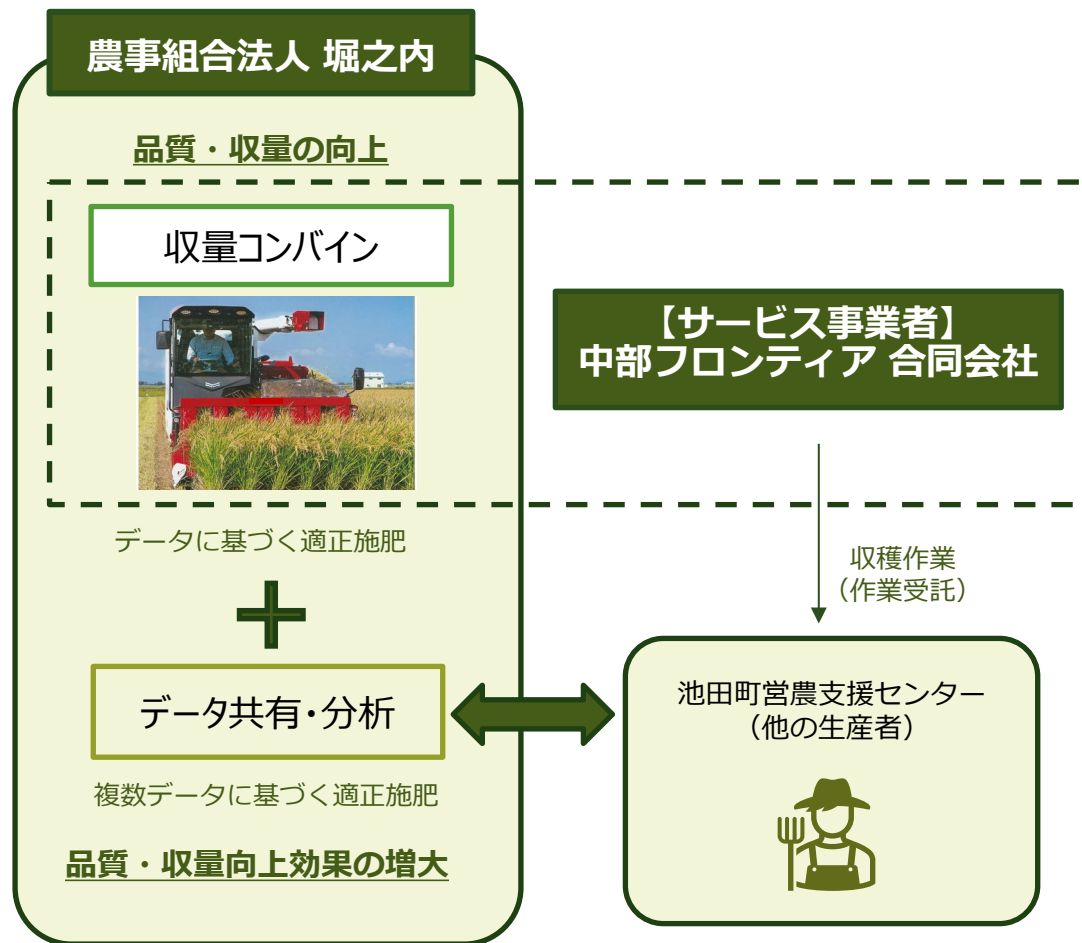 農事組合法人 堀之内
品質・収量の向上
収量コンバイン
データに基づく適正施肥
データ共有・分析
複数データに基づく適正施肥
品質・収量向上効果の増大
【サービス事業者】
中部フロンティア 合同会社
収穫作業
（作業受託）
池田町営農支援センター
（他の生産者）